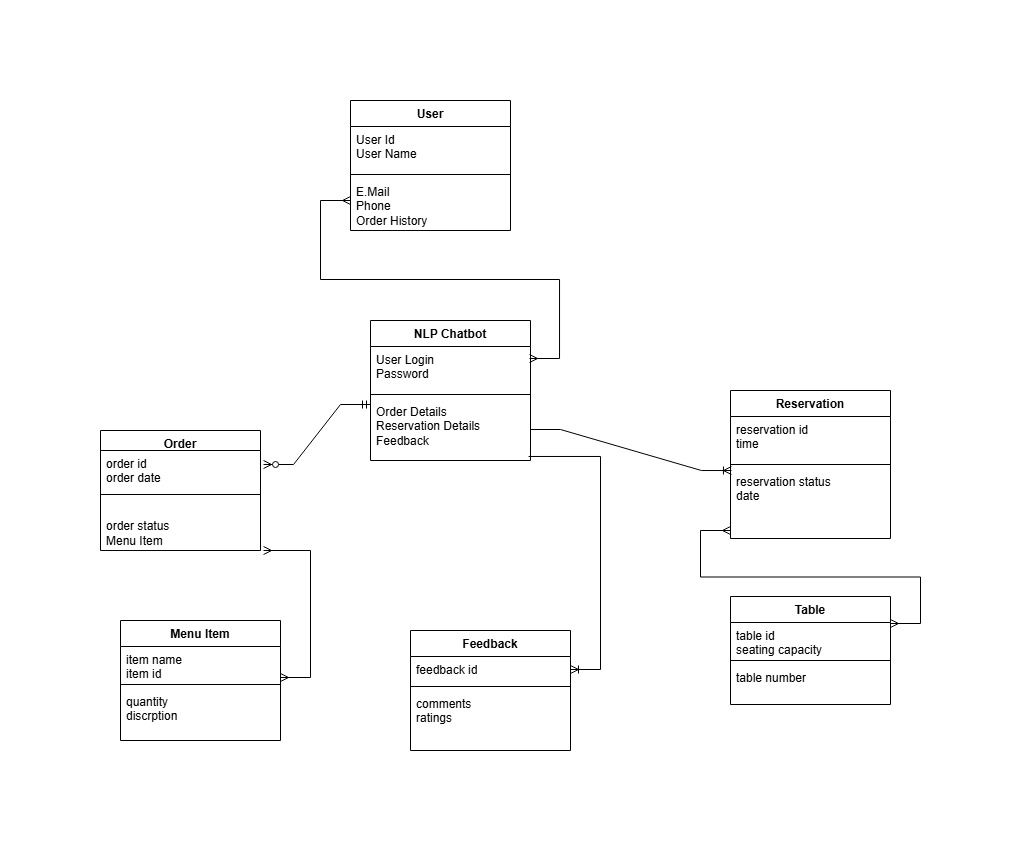 User
User Id
User Name
E.Mail
Phone
Order History
NLP Chatbot
User Login
Password
Order Details
Reservation Details
Feedback
Reservation
reservation id
time
reservation status
date
Order
order id
order date
order status
Menu Item
Table
table id
seating capacity
table number
Menu Item
item name
item id
quantity
discrption
Feedback
feedback id
comments
ratings